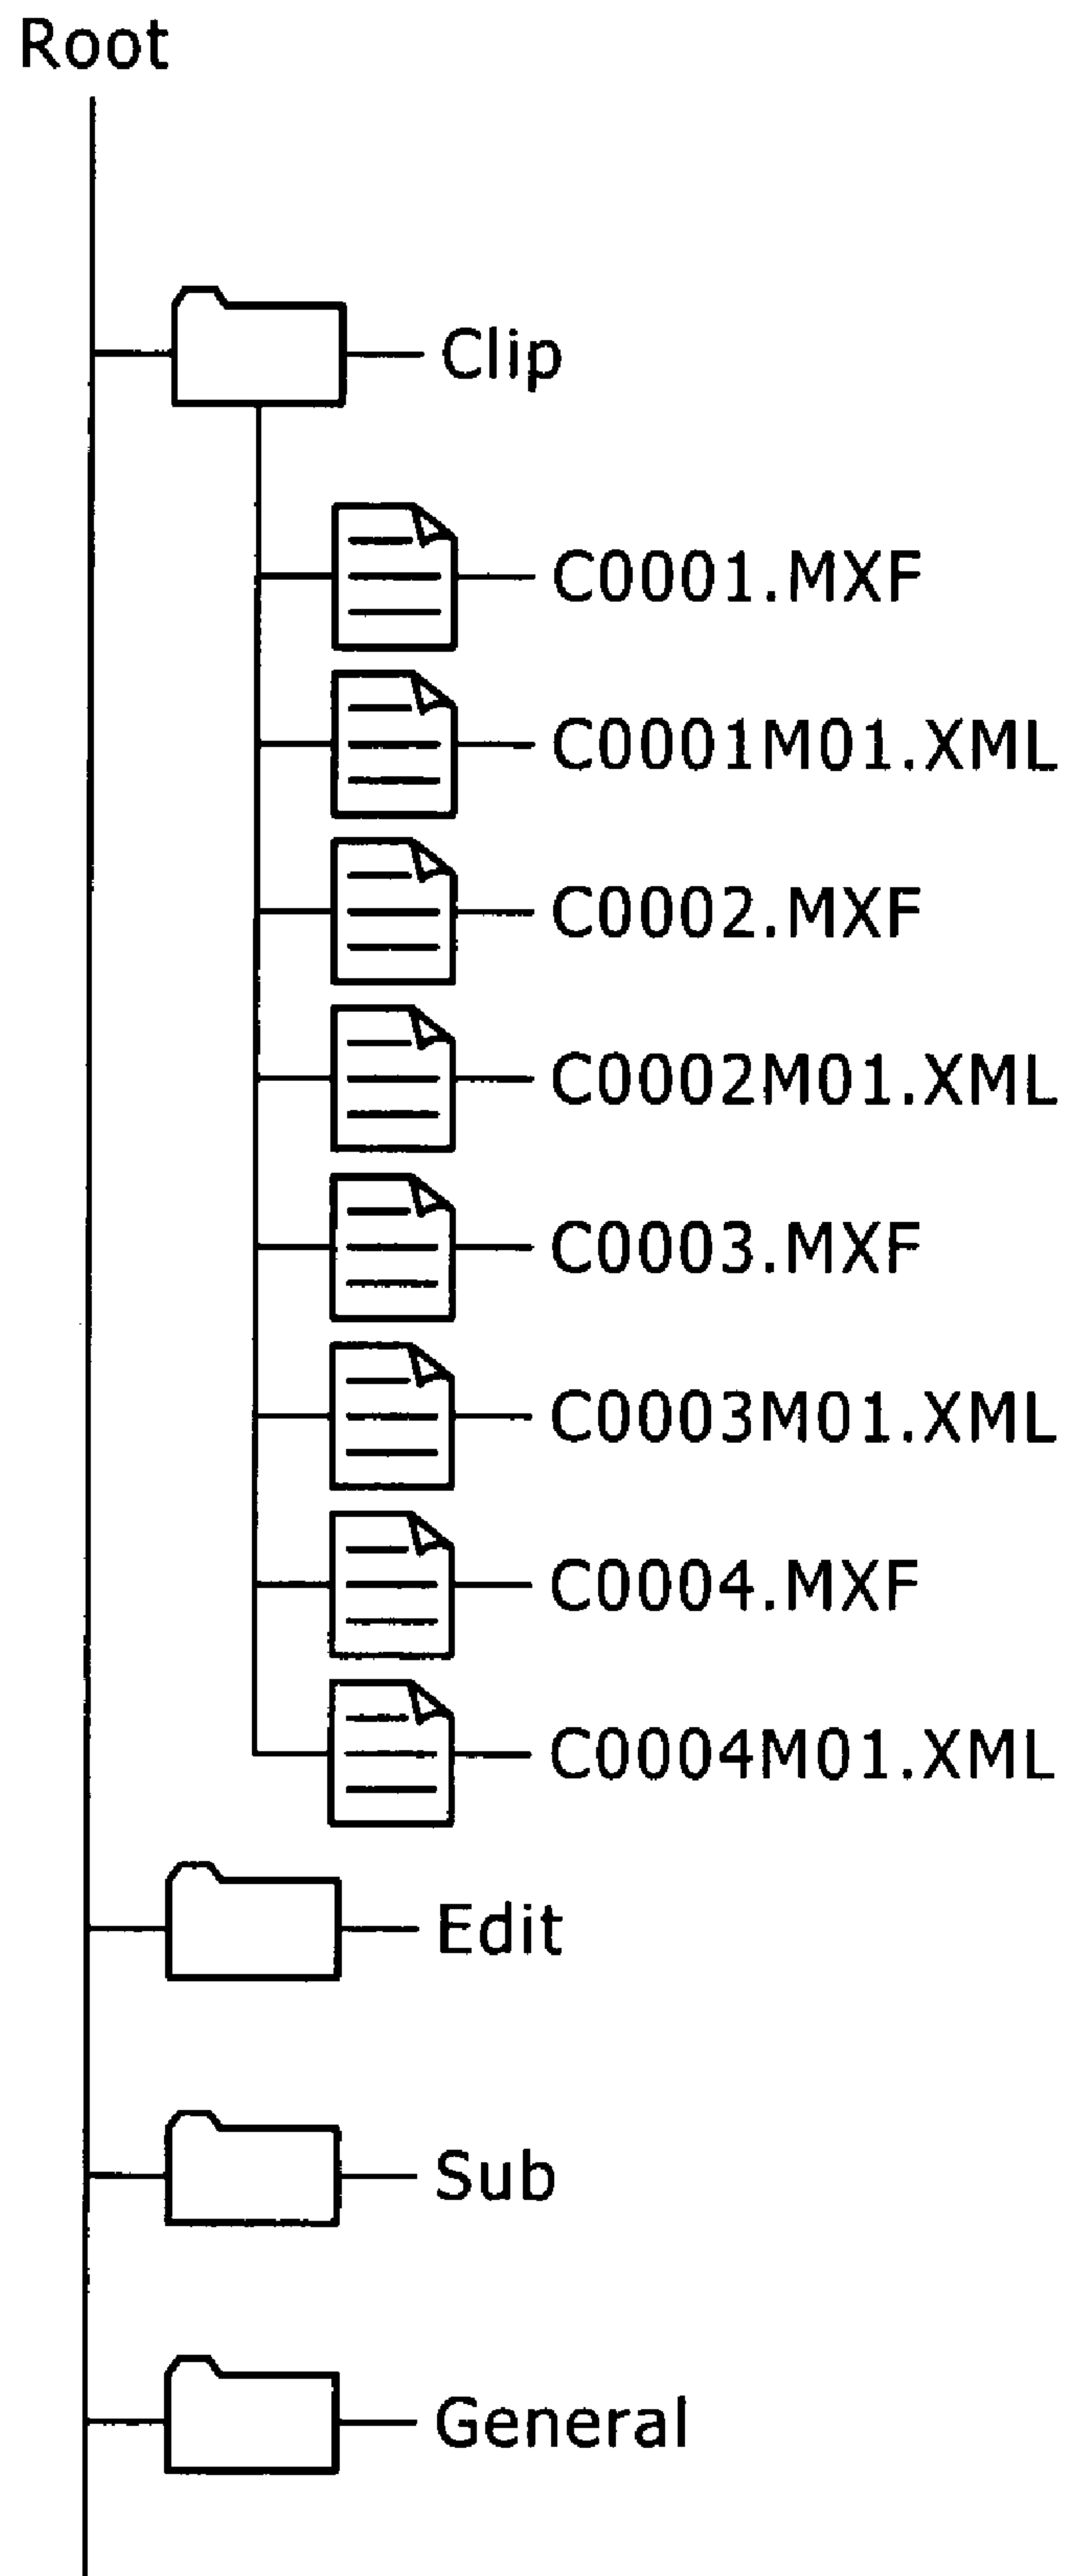 Root
Clip
C0001.MXF
C0001M01.XML
C0002.MXF
C0002M01.XML
C0003.MXF
C0003M01.XML
C0004.MXF
C0004M01.XML
Edit
Sub
General